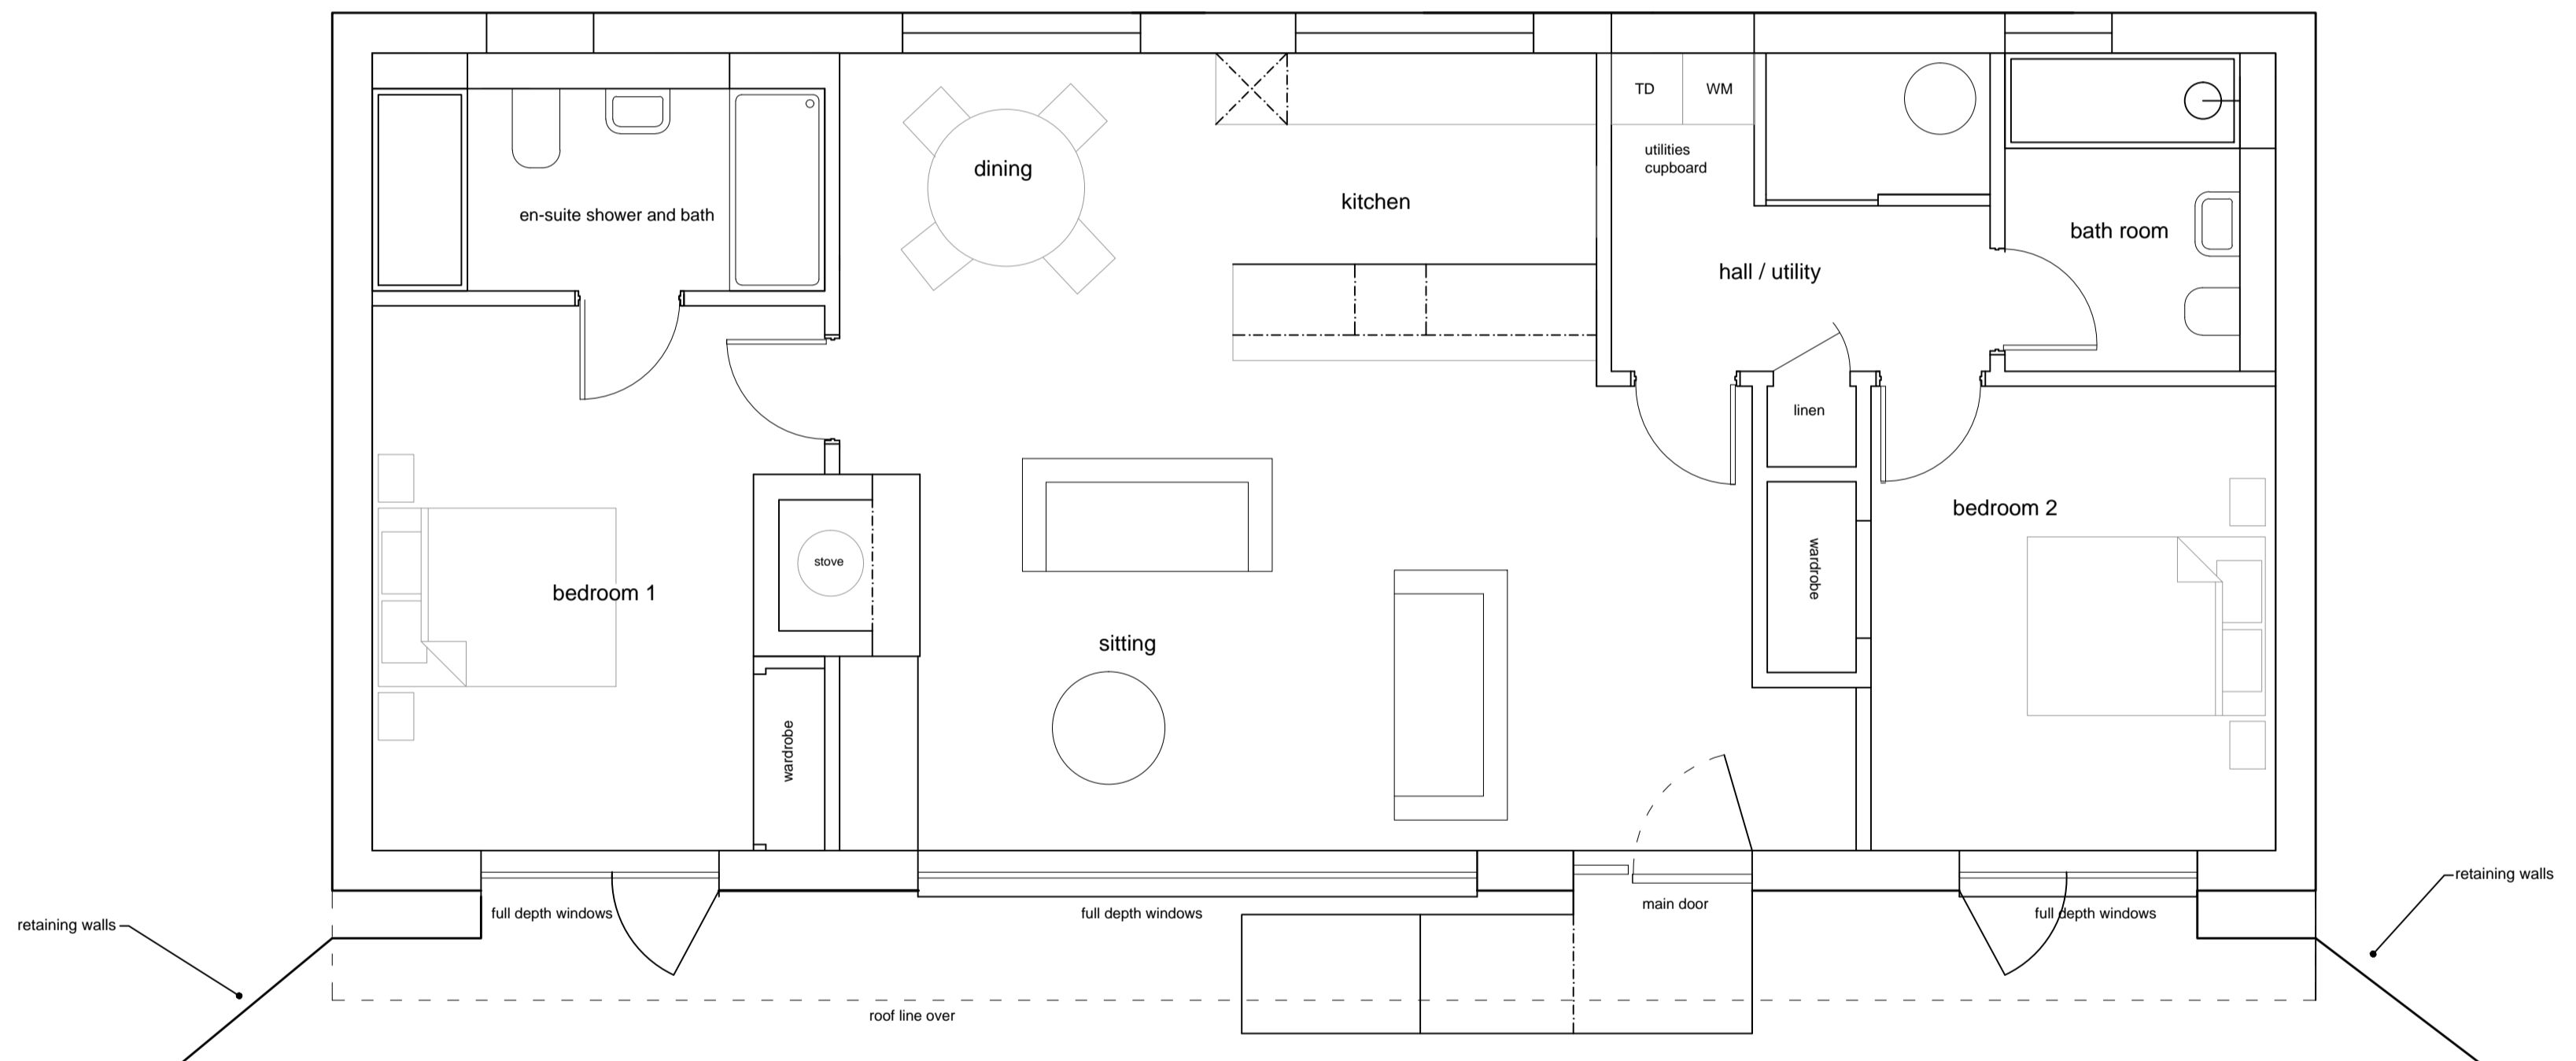 TD
WM
utilities
cupboard
dining
kitchen
en-suite shower and bath
bath room
hall / utility
linen
bedroom 2
stove
bedroom 1
wardrobe
sitting
wardrobe
full depth windows
full depth windows
main door
full depth windows
retaining walls
retaining walls
roof line over